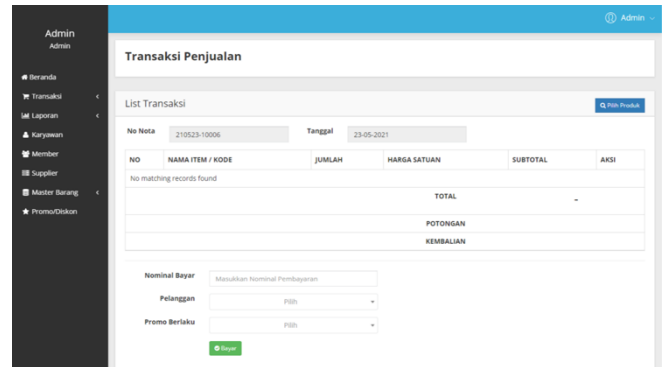 Admin
Admin
Admin
Beranda
Transaksi
Laporan
Karyawan
Member
Supplier
Master Barang
Promo/Diskon
Transaksi Penjualan
List Transaksi
Pilih Produk
No Nota 210523-10006 Tanggal 23-05-2021
NO NAMA ITEM / KODE JUMLAH HARGA SATUAN SUBTOTAL AKSI
No matching records found
TOTAL -
POTONGAN
KEMBALIAN
Nominal Bayar Masukkan Nominal Pembayaran
Pelanggan Pilih
Promo Berlaku Pilih
Bayar